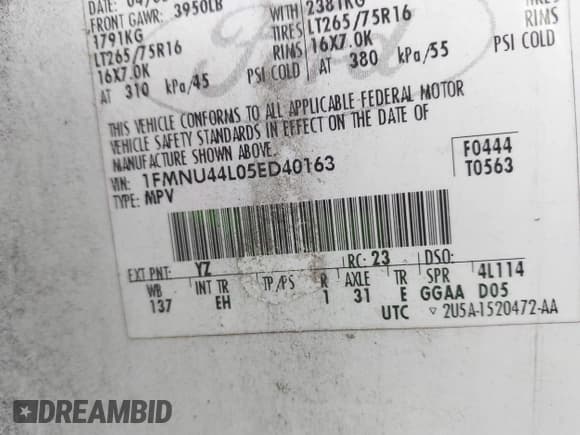 FRONT GAWR: 3950LB WITH 2381KG TIRES
1791KG TIRES LT265/75R16 RIMS
LT265/75R16 RIMS 16X7.0K
16X7.0K PSI COLD AT 380 kPa/55 PSI COLD
AT 310 kPa/45
Ford
THIS VEHICLE CONFORMS TO ALL APPLICABLE FEDERAL MOTOR
VEHICLE SAFETY STANDARDS IN EFFECT ON THE DATE OF
MANUFACTURE SHOWN ABOVE.
VIN: 1FMNU44L05ED40163 F0444
TYPE: MPV T0563
EXT PNT: YZ RC: 23 DSO:
WB INT TR TP/PS R AXLE TR SPR 4L114
137 EH 1 31 E GGAA D05
UTC ▽ 2U5A-1520472-AA
DREAMBID